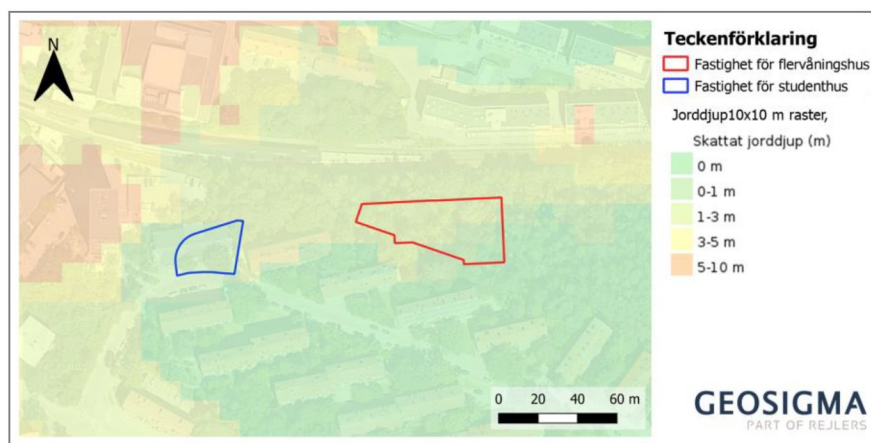 N
Teckenförklaring
Fastighet för flervåningshus
Fastighet för studenthus
Jorddjup10x10 m raster,
Skattat jorddjup (m)
0 m
0-1 m
1-3 m
3-5 m
5-10 m
0 20 40 60 m
GEOSIGMA
PART OF REJLERS